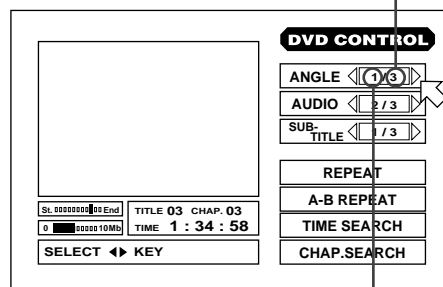 DVD CONTROL
ANGLE 1/3
AUDIO 2/3
SUB-TITLE 1/3
REPEAT
A-B REPEAT
TIME SEARCH
CHAP.SEARCH
St. End
0 10Mb
TITLE 03 CHAP. 03
TIME 1 : 34 : 58
SELECT ◀▶ KEY